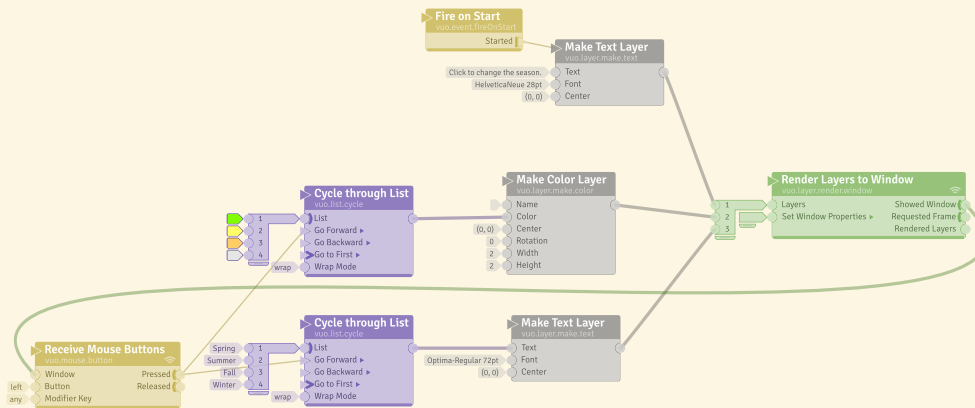 Fire on Start
vuo.event.fireOnStart
Started
Make Text Layer
vuo.layer.make.text
Click to change the season. Text
HelveticaNeue 28pt Font
(0, 0) Center
Cycle through List
vuo.list.cycle
1 List
2 Go Forward
3 Go Backward
4 Go to First
wrap Wrap Mode
Make Color Layer
vuo.layer.make.color
Name
Color
(0, 0) Center
0 Rotation
2 Width
2 Height
Render Layers to Window
vuo.layer.render.window
1 Layers Showed Window
2 Set Window Properties Requested Frame
3 Rendered Layers
Receive Mouse Buttons
vuo.mouse.button
Window Pressed
left Button Released
any Modifier Key
Cycle through List
vuo.list.cycle
Spring 1 List
Summer 2 Go Forward
Fall 3 Go Backward
Winter 4 Go to First
wrap Wrap Mode
Make Text Layer
vuo.layer.make.text
Text
Optima-Regular 72pt Font
(0, 0) Center